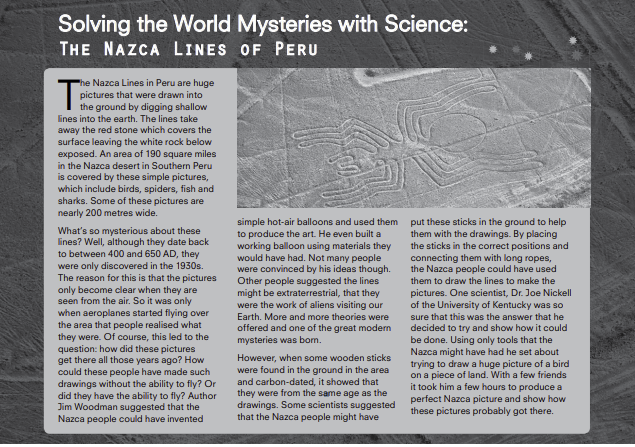 Solving the World Mysteries with Science:
The Nazca Lines of Peru
The Nazca Lines in Peru are huge
pictures that were drawn into
the ground by digging shallow
lines into the earth. The lines take
away the red stone which covers the
surface leaving the white rock below
exposed. An area of 190 square miles
in the Nazca desert in Southern Peru
is covered by these simple pictures,
which include birds, spiders, fish and
sharks. Some of these pictures are
nearly 200 metres wide.
What's so mysterious about these
lines? Well, although they date back
to between 400 and 650 AD, they
were only discovered in the 1930s.
The reason for this is that the pictures
only become clear when they are
seen from the air. So it was only
when aeroplanes started flying over
the area that people realised what
they were. Of course, this led to the
question: how did these pictures
get there all those years ago? How
could these people have made such
drawings without the ability to fly? Or
did they have the ability to fly? Author
Jim Woodman suggested that the
Nazca people could have invented
simple hot-air balloons and used them
to produce the art. He even built a
working balloon using materials they
would have had. Not many people
were convinced by his ideas though.
Other people suggested the lines
might be extraterrestrial, that they
were the work of aliens visiting our
Earth. More and more theories were
offered and one of the great modern
mysteries was born.
However, when some wooden sticks
were found in the ground in the area
and carbon-dated, it showed that
they were from the same age as the
drawings. Some scientists suggested
that the Nazca people might have
put these sticks in the ground to help
them with the drawings. By placing
the sticks in the correct positions and
connecting them with long ropes,
the Nazca people could have used
them to draw the lines to make the
pictures. One scientist, Dr. Joe Nickell
of the University of Kentucky was so
sure that this was the answer that he
decided to try and show how it could
be done. Using only tools that the
Nazca might have had he set about
trying to draw a huge picture of a bird
on a piece of land. With a few friends
it took him a few hours to produce a
perfect Nazca picture and show how
these pictures probably got there.